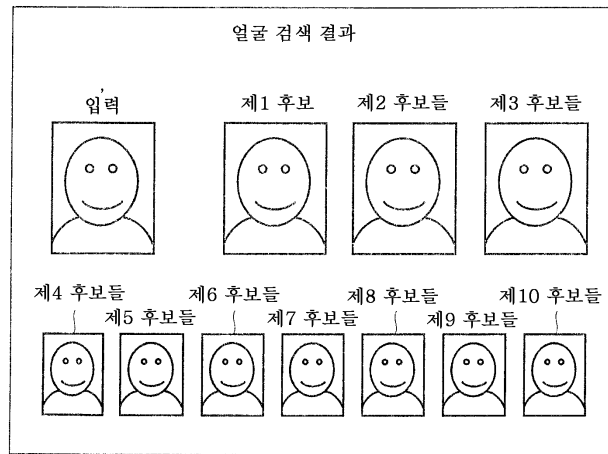 얼굴 검색 결과
입력
제1 후보
제2 후보들
제3 후보들
제4 후보들
제5 후보들
제6 후보들
제7 후보들
제8 후보들
제9 후보들
제10 후보들